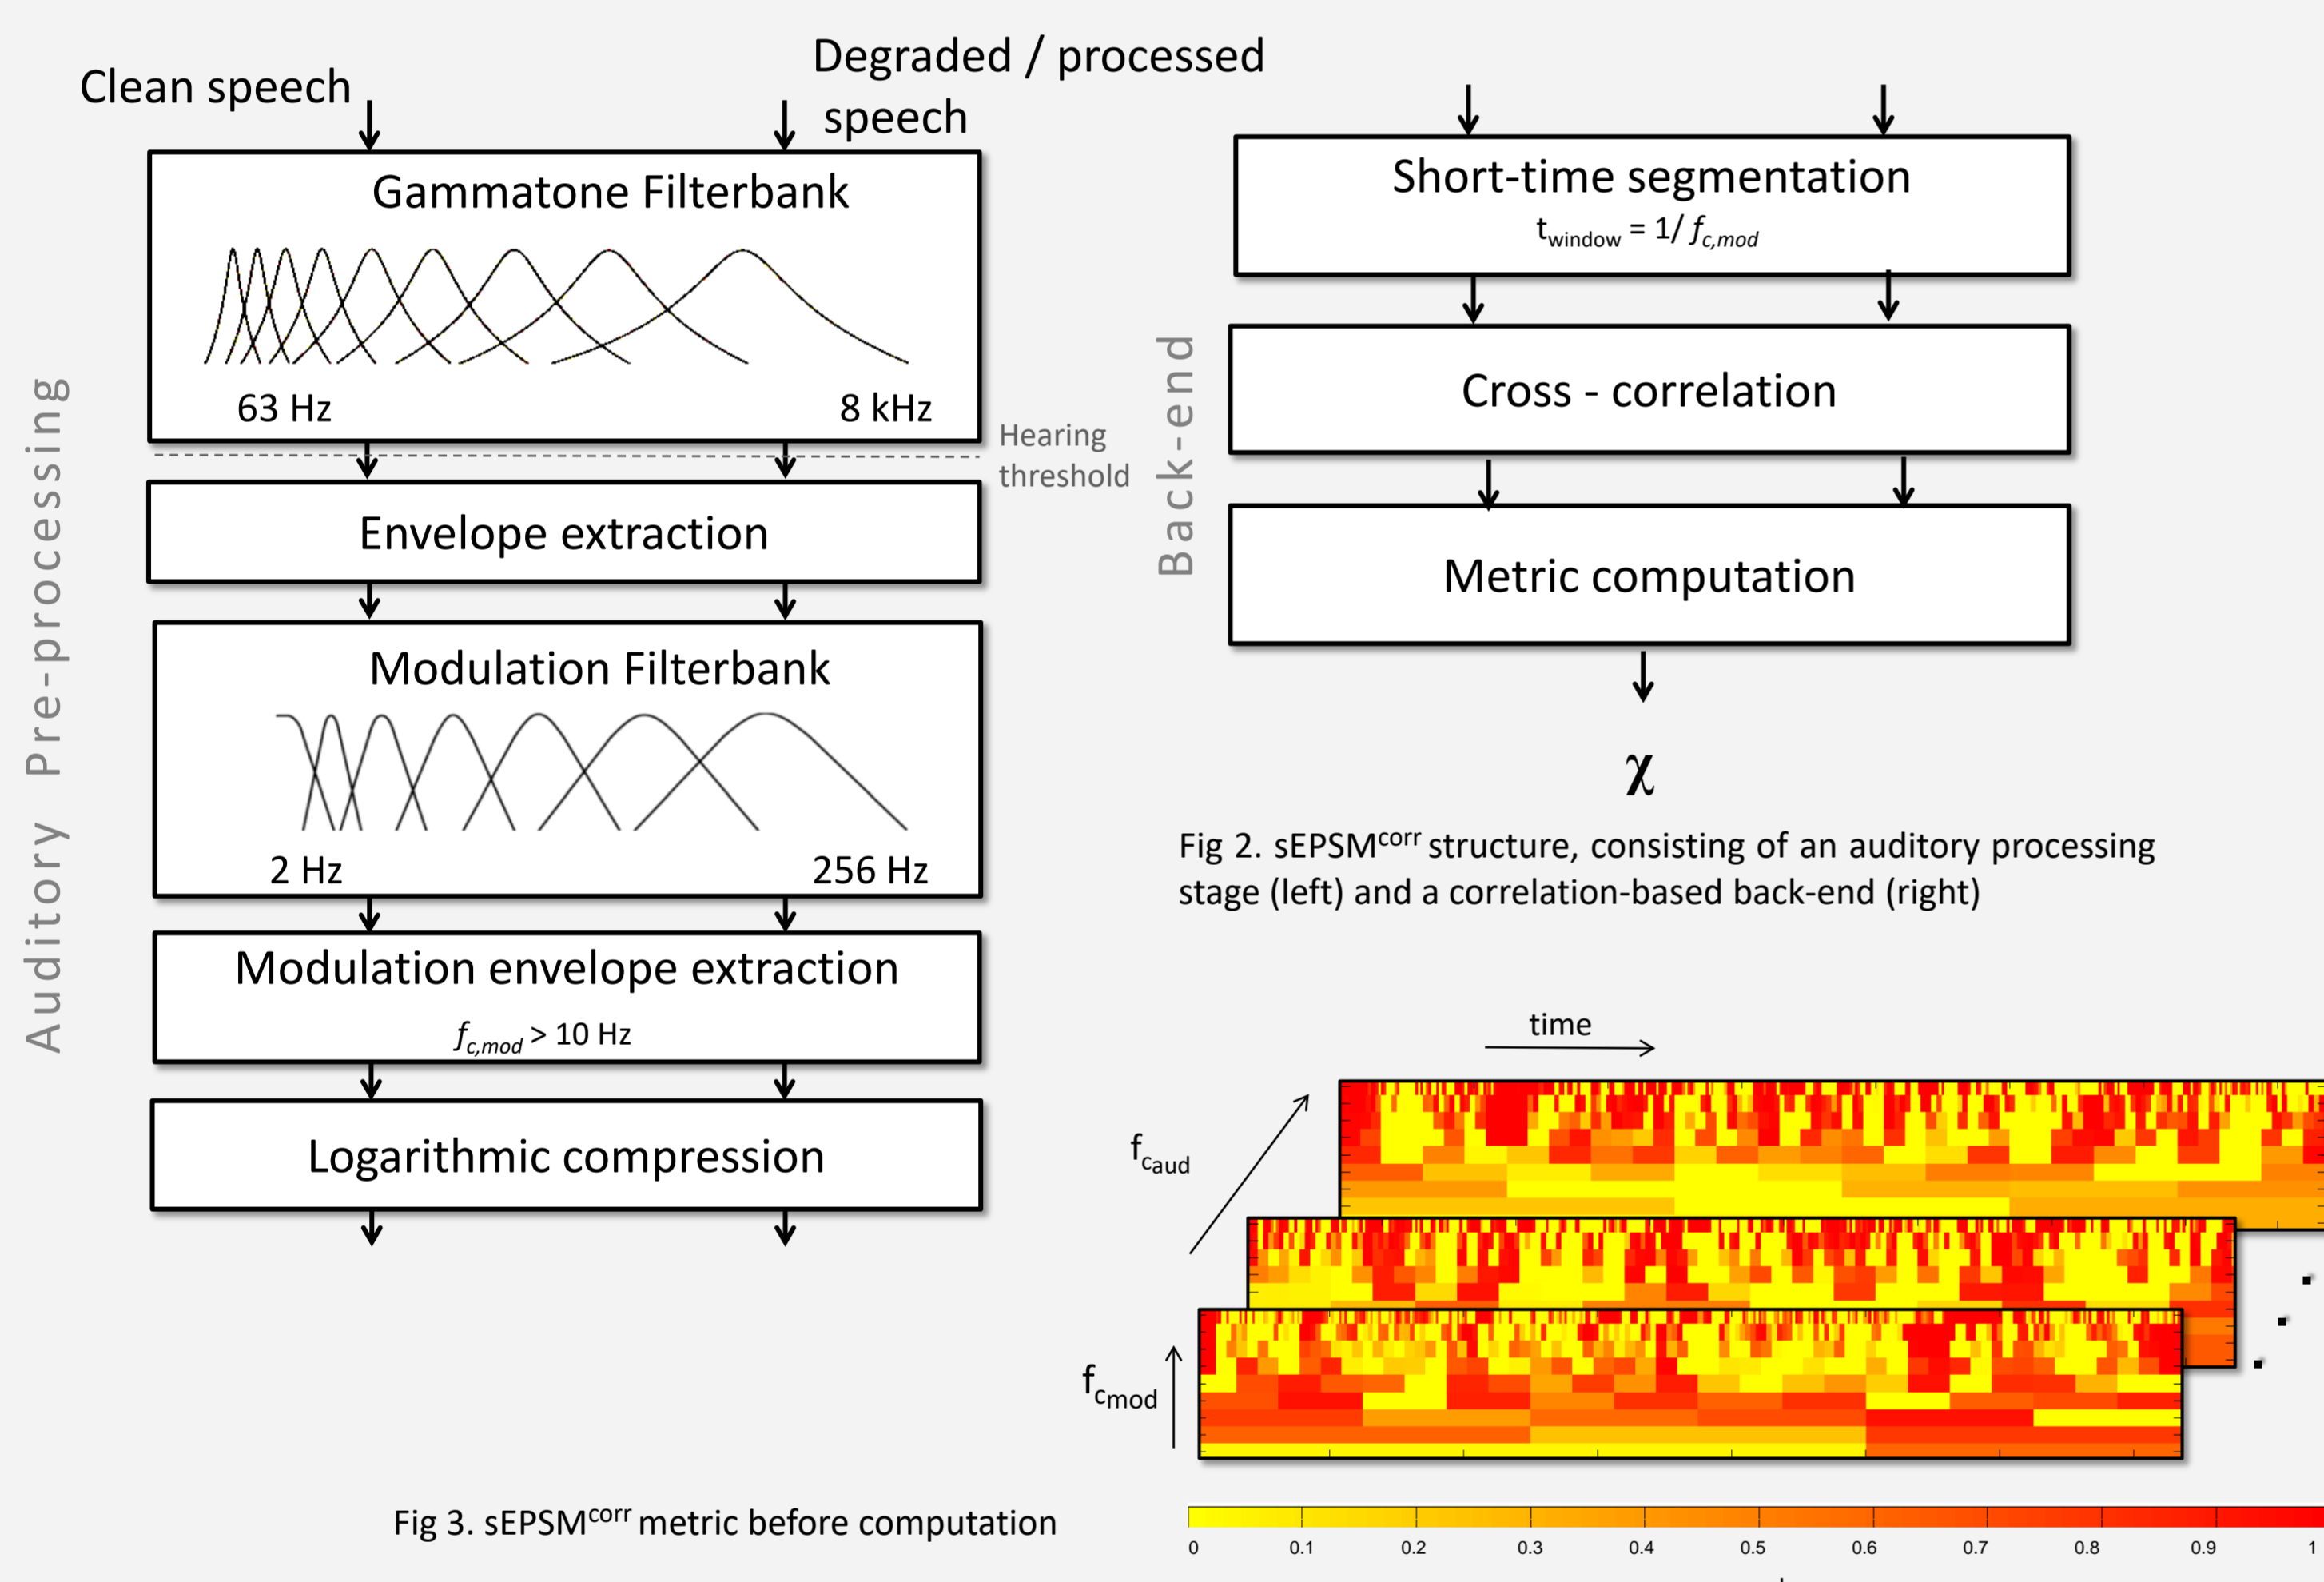 Clean speech
Degraded / processed
speech
Gammatone Filterbank
63 Hz
8 kHz
Hearing
threshold
Envelope extraction
Modulation Filterbank
2 Hz
256 Hz
Modulation envelope extraction
fc,mod > 10 Hz
Logarithmic compression
Auditory Pre-processing
Short-time segmentation
twindow = 1/ fc,mod
Cross - correlation
Metric computation
Back-end
χ
Fig 2. sEPSMcorr structure, consisting of an auditory processing
stage (left) and a correlation-based back-end (right)
time
fcaud
fcmod
Fig 3. sEPSMcorr metric before computation
0 0.1 0.2 0.3 0.4 0.5 0.6 0.7 0.8 0.9 1